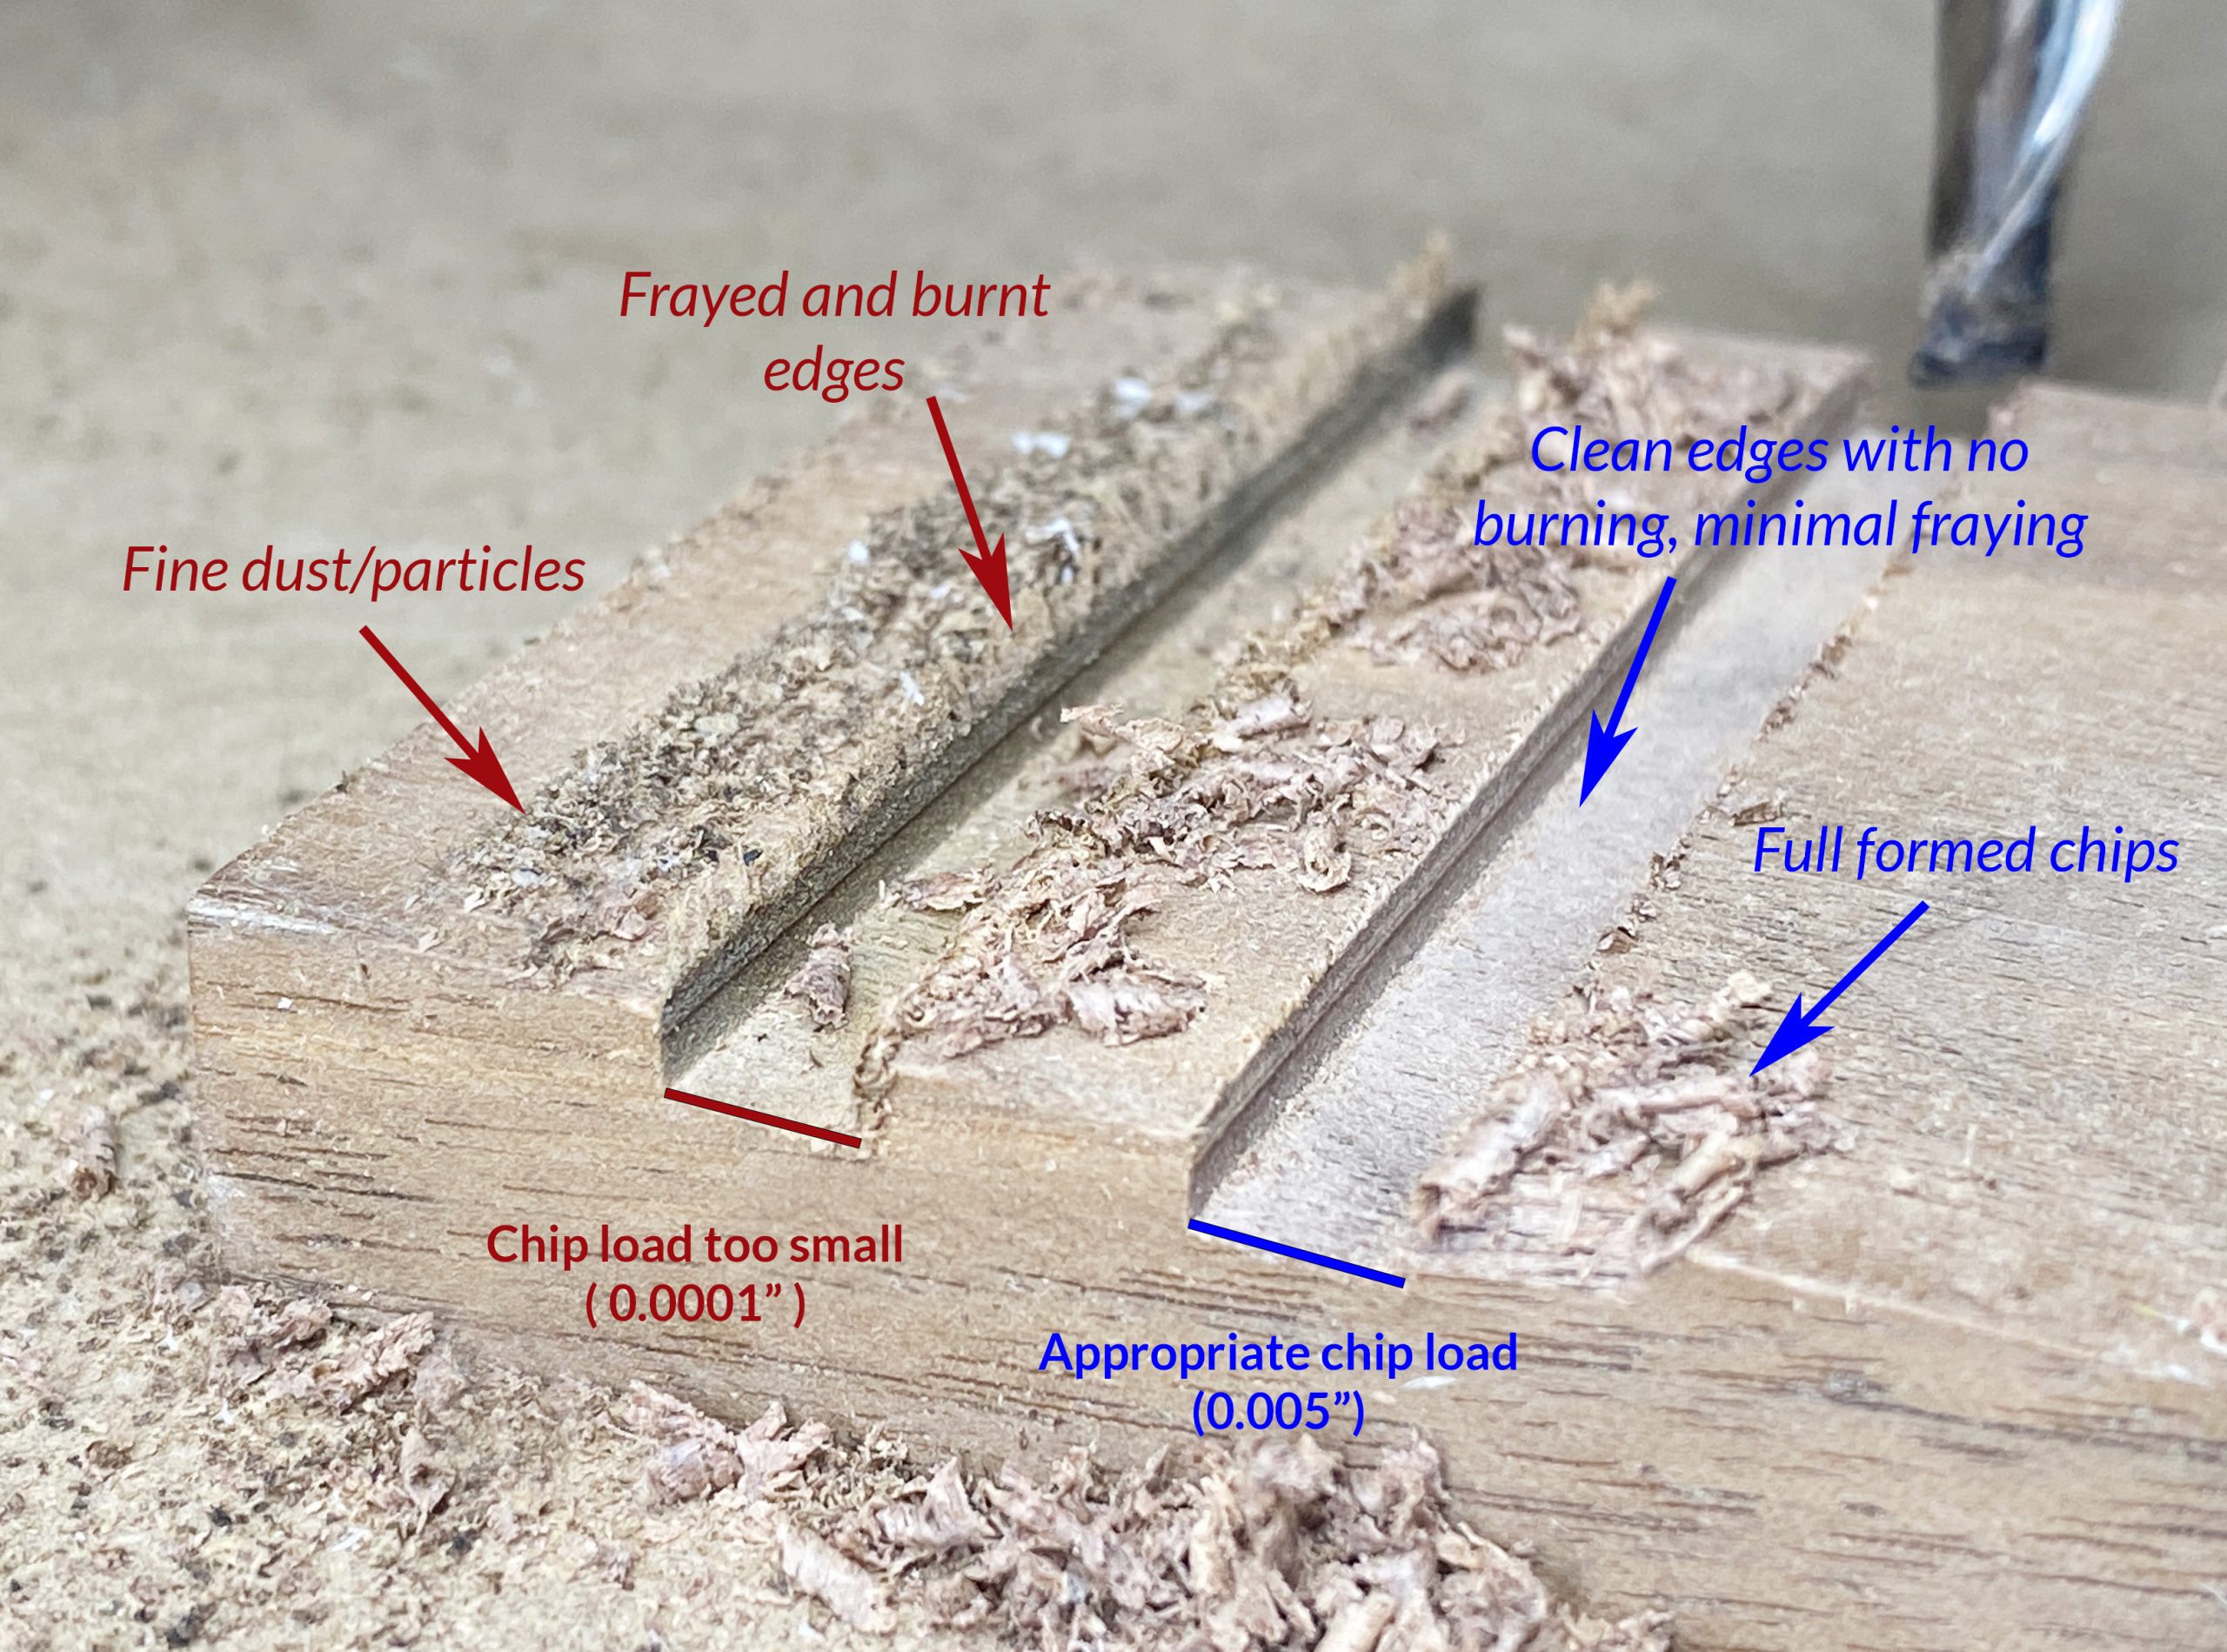 Frayed and burnt
edges
Fine dust/particles
Clean edges with no
burning, minimal fraying
Full formed chips
Chip load too small
( 0.0001” )
Appropriate chip load
(0.005”)